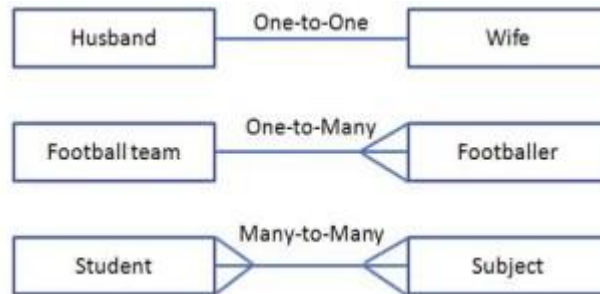 Husband One-to-One Wife
Football team One-to-Many Footballer
Student Many-to-Many Subject